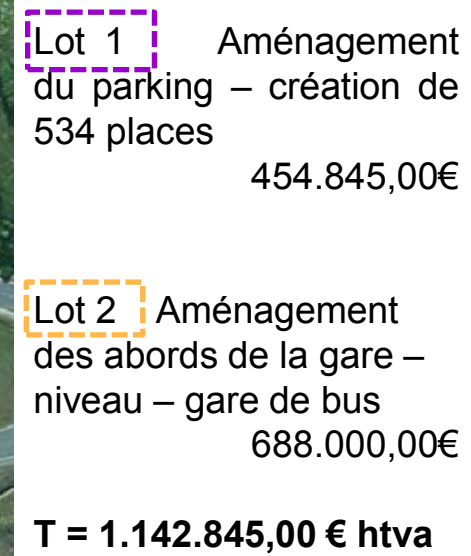 Lot 1 Aménagement
du parking – création de
534 places
454.845,00€
Lot 2 Aménagement
des abords de la gare –
niveau – gare de bus
688.000,00€
T = 1.142.845,00 € htva